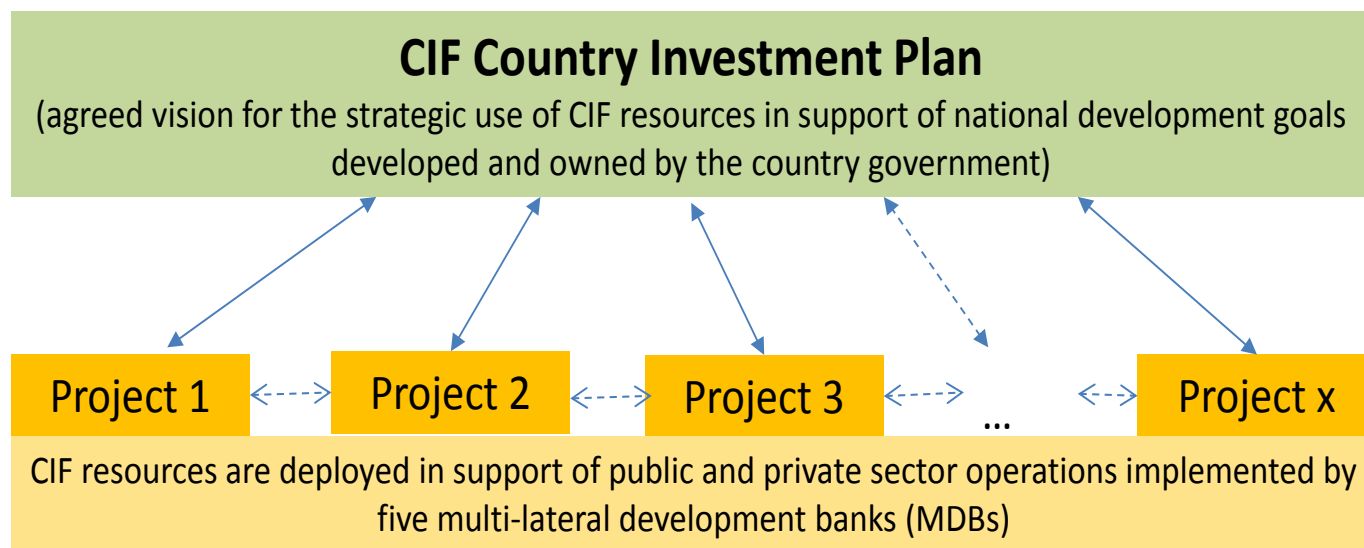 CIF Country Investment Plan
(agreed vision for the strategic use of CIF resources in support of national development goals
developed and owned by the country government)
Project 1
Project 2
Project 3
...
Project x
CIF resources are deployed in support of public and private sector operations implemented by
five multi-lateral development banks (MDBs)